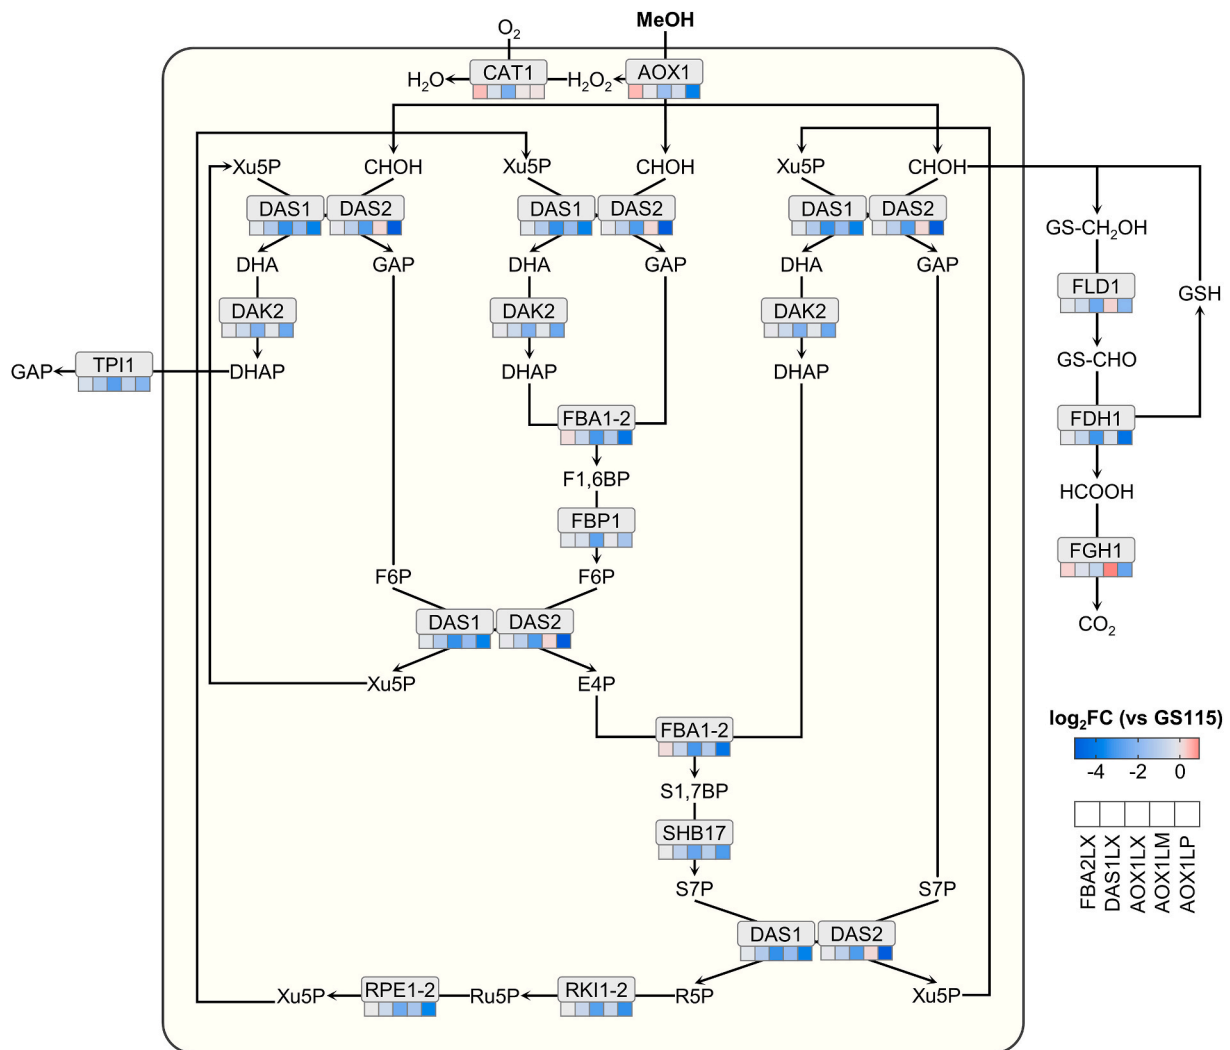 MeOH
O₂
H₂O
CAT1
H₂O₂
AOX1
Xu5P
CHOH
Xu5P
CHOH
Xu5P
CHOH
DAS1
DAS2
DAS1
DAS2
DAS1
DAS2
GS-CH₂OH
DHA
GAP
DHA
GAP
DHA
GAP
FLD1
GSH
DAK2
DAK2
DAK2
GS-CHO
GAP
TPI1
DHAP
DHAP
DHAP
FBA1-2
FDH1
F1,6BP
HCOOH
FBP1
FGH1
F6P
F6P
DAS1
DAS2
CO₂
Xu5P
E4P
FBA1-2
log₂FC (vs GS115)
-4
-2
0
S1,7BP
SHB17
FBA2LX
DAS1LX
AOX1LX
AOX1LM
AOX1LP
S7P
S7P
DAS1
DAS2
Xu5P
RPE1-2
Ru5P
RKI1-2
R5P
Xu5P